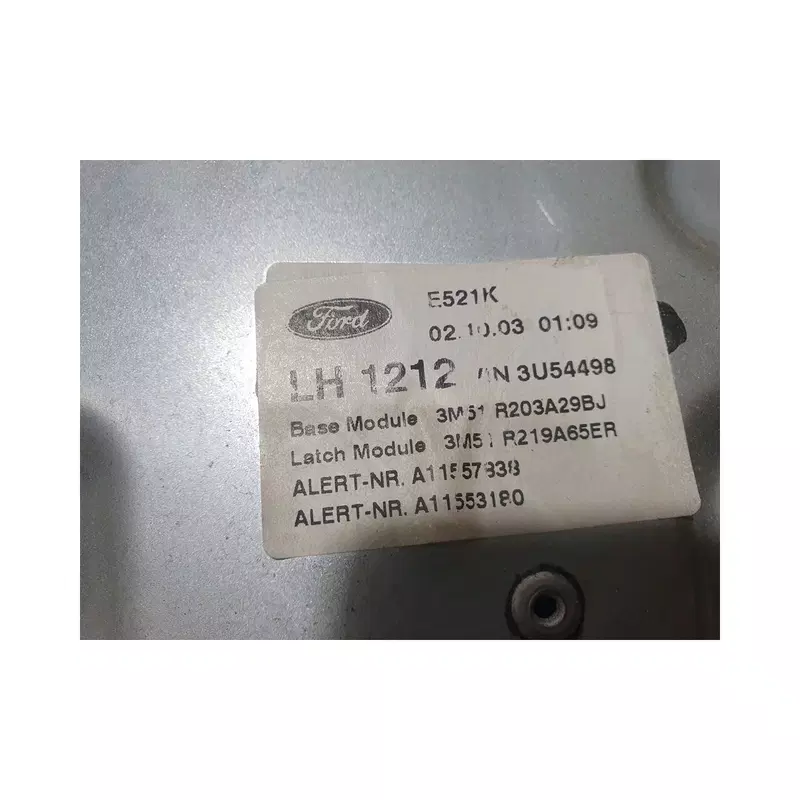 Ford
E521K
02.10.03 01:09
LH 1212 3U54498
Base Module 3M51 R203A29BJ
Latch Module 3M51 R219A65ER
ALERT-NR.
ALERT-NR. A11553180